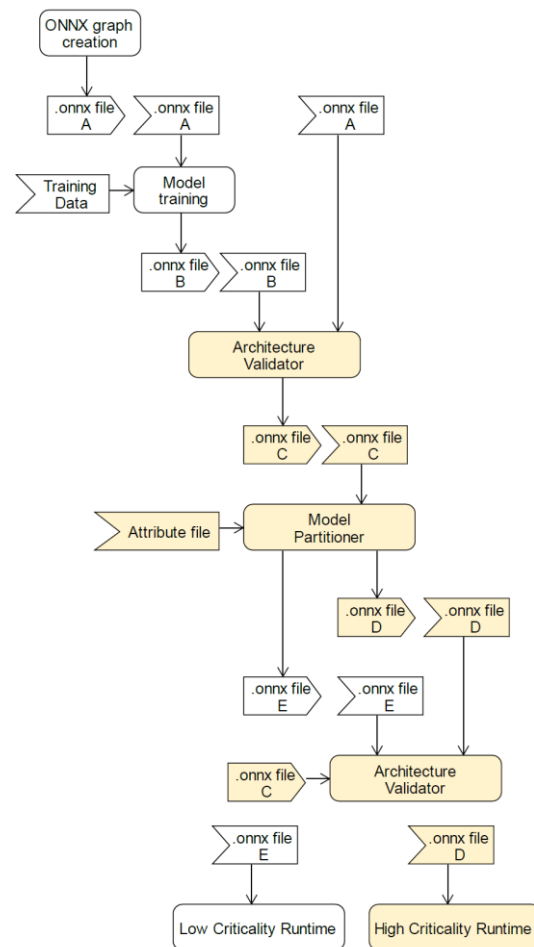 ONNX graph
creation
.onnx file
A
.onnx file
A
.onnx file
A
Training
Data
Model
training
.onnx file
B
.onnx file
B
Architecture
Validator
.onnx file
C
.onnx file
C
Attribute file
Model
Partitioner
.onnx file
D
.onnx file
D
.onnx file
E
.onnx file
E
.onnx file
C
Architecture
Validator
.onnx file
E
.onnx file
D
Low Criticality Runtime
High Criticality Runtime